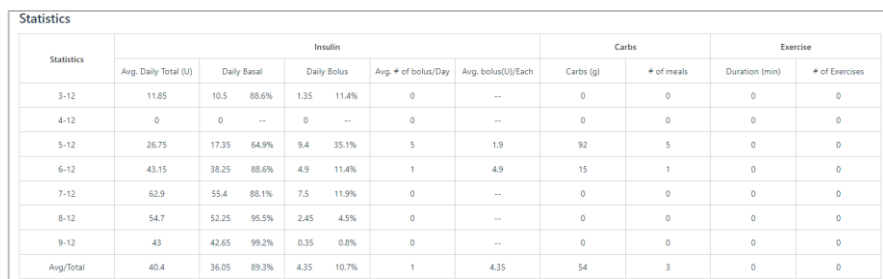 Statistics
Statistics Insulin Carbs Exercise
Avg. Daily Total (U) Daily Basal Daily Bolus Avg. # of bolus/Day Avg. bolus(U)/Each Carbs (g) # of meals Duration (min) # of Exercises
3-12 11.85 10.5 88.6% 1.35 11.4% 0 -- 0 0 0 0
4-12 0 0 -- 0 -- 0 -- 0 0 0 0
5-12 26.75 17.35 64.9% 9.4 35.1% 5 1.9 92 5 0 0
6-12 43.15 38.25 88.6% 4.9 11.4% 1 4.9 15 1 0 0
7-12 62.9 55.4 88.1% 7.5 11.9% 0 -- 0 0 0 0
8-12 54.7 52.25 95.5% 2.45 4.5% 0 -- 0 0 0 0
9-12 43 42.65 99.2% 0.35 0.8% 0 -- 0 0 0 0
Avg/Total 40.4 36.05 89.3% 4.35 10.7% 1 4.35 54 3 0 0